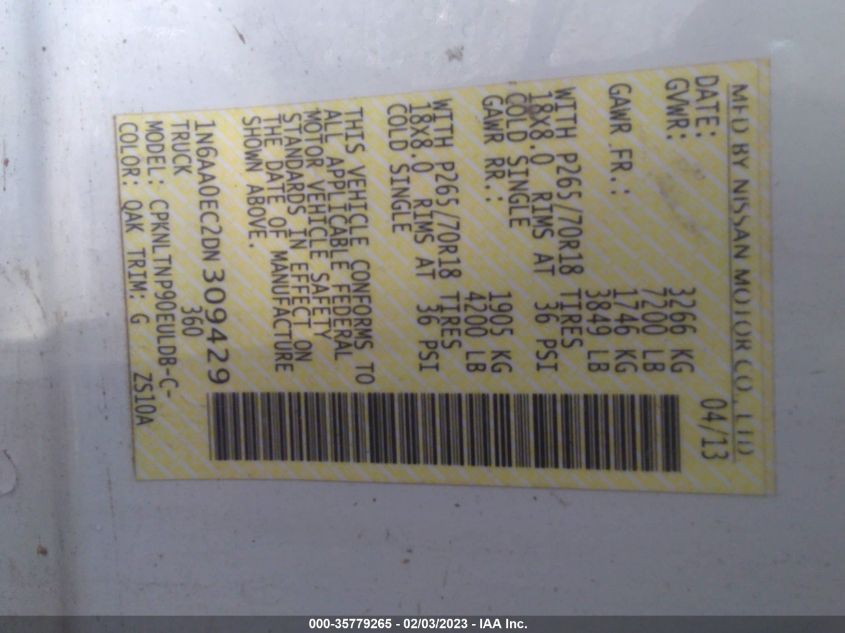 MFD BY NISSAN MOTOR CO., LTD.
DATE: 04/13
GVWR: 3266 KG
7200 LB
GAWR FR.: 1746 KG
3849 LB
WITH P265/70R18 TIRES
18X8.0 RIMS AT 36 PSI
COLD SINGLE
GAWR RR.: 1905 KG
4200 LB
WITH P265/70R18 TIRES
18X8.0 RIMS AT 36 PSI
COLD SINGLE
THIS VEHICLE CONFORMS TO
ALL APPLICABLE FEDERAL
MOTOR VEHICLE SAFETY
STANDARDS IN EFFECT ON
THE DATE OF MANUFACTURE
SHOWN ABOVE.
1N6AA0EC2DN309429
TRUCK 360
MODEL: CPKNLTNP90EULDB-C-
COLOR: QAK TRIM: G ZS10A
000-35779265 - 02/03/2023 - IAA Inc.